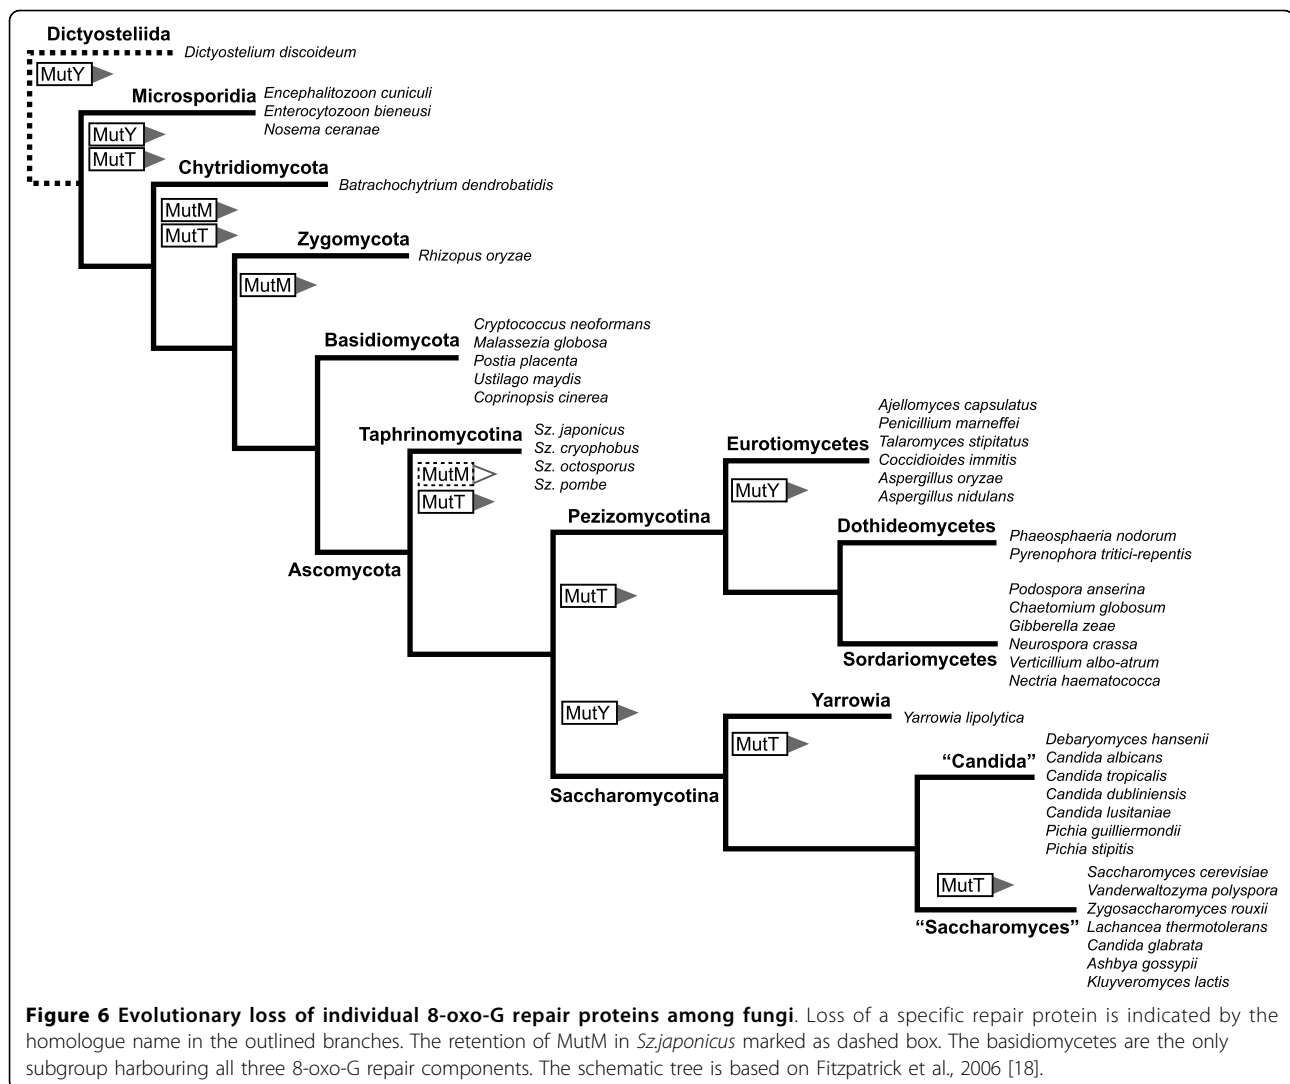 Dictyosteliida
Dictyostelium discoideum
MutY
Microsporidia
Encephalitozoon cuniculi
Enterocytozoon bieneusi
Nosema ceranae
MutY
MutT
Chytridiomycota
Batrachochytrium dendrobatidis
MutM
MutT
Zygomycota
Rhizopus oryzae
MutM
Basidiomycota
Cryptococcus neoformans
Malassezia globosa
Postia placenta
Ustilago maydis
Coprinopsis cinerea
Taphrinomycotina
Sz. japonicus
Sz. cryophobus
Sz. octosporus
Sz. pombe
MutM
MutT
Ascomycota
Pezizomycotina
Eurotiomycetes
Ajellomyces capsulatus
Penicillium marneffei
Talaromyces stipitatus
Coccidioides immitis
Aspergillus oryzae
Aspergillus nidulans
MutY
Dothideomycetes
Phaeosphaeria nodorum
Pyrenophora tritici-repentis
MutT
Podospora anserina
Chaetomium globosum
Gibberella zeae
Neurospora crassa
Sordariomycetes
Verticillium albo-atrum
Nectria haematococca
MutY
Saccharomycotina
Yarrowia
Yarrowia lipolytica
MutT
“Candida”
Debaryomyces hansenii
Candida albicans
Candida tropicalis
Candida dubliniensis
Candida lusitaniae
Pichia guilliermondii
Pichia stipitis
MutT
“Saccharomyces”
Saccharomyces cerevisiae
Vanderwaltozyma polyspora
Zygosaccharomyces rouxii
Lachancea thermotolerans
Candida glabrata
Ashbya gossypii
Kluyveromyces lactis
Figure 6 Evolutionary loss of individual 8-oxo-G repair proteins among fungi. Loss of a specific repair protein is indicated by the
homologue name in the outlined branches. The retention of MutM in Sz.japonicus marked as dashed box. The basidiomycetes are the only
subgroup harbouring all three 8-oxo-G repair components. The schematic tree is based on Fitzpatrick et al., 2006 [18].